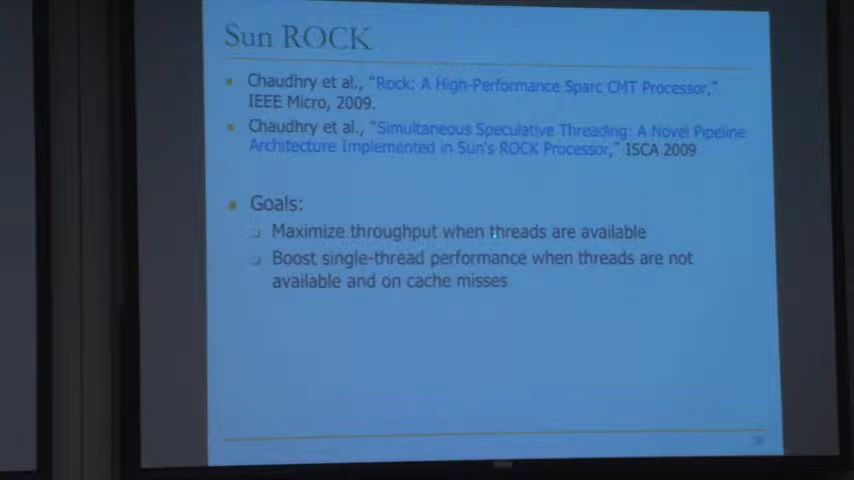 Sun ROCK
Chaudhry et al., "Rock: A High-Performance Sparc CMT Processor,"
IEEE Micro, 2009.
Chaudhry et al., "Simultaneous Speculative Threading: A Novel Pipeline
Architecture Implemented in Sun's ROCK Processor," ISCA 2009
Goals:
Maximize throughput when threads are available
Boost single-thread performance when threads are not
available and on cache misses